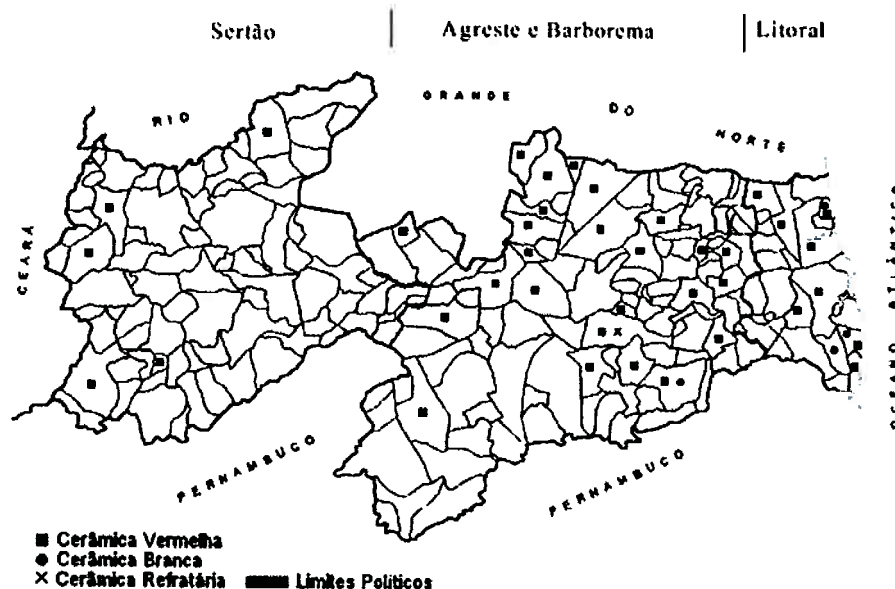 Sertão Agreste e Barborema Litoral
RIO GRANDE DO NORTE
CEARÁ
OCEANO ATLÂNTICO
PERNAMBUCO
PERNAMBUCO
Cerâmica Vermelha
Cerâmica Branca
Cerâmica Refratária Limites Políticos